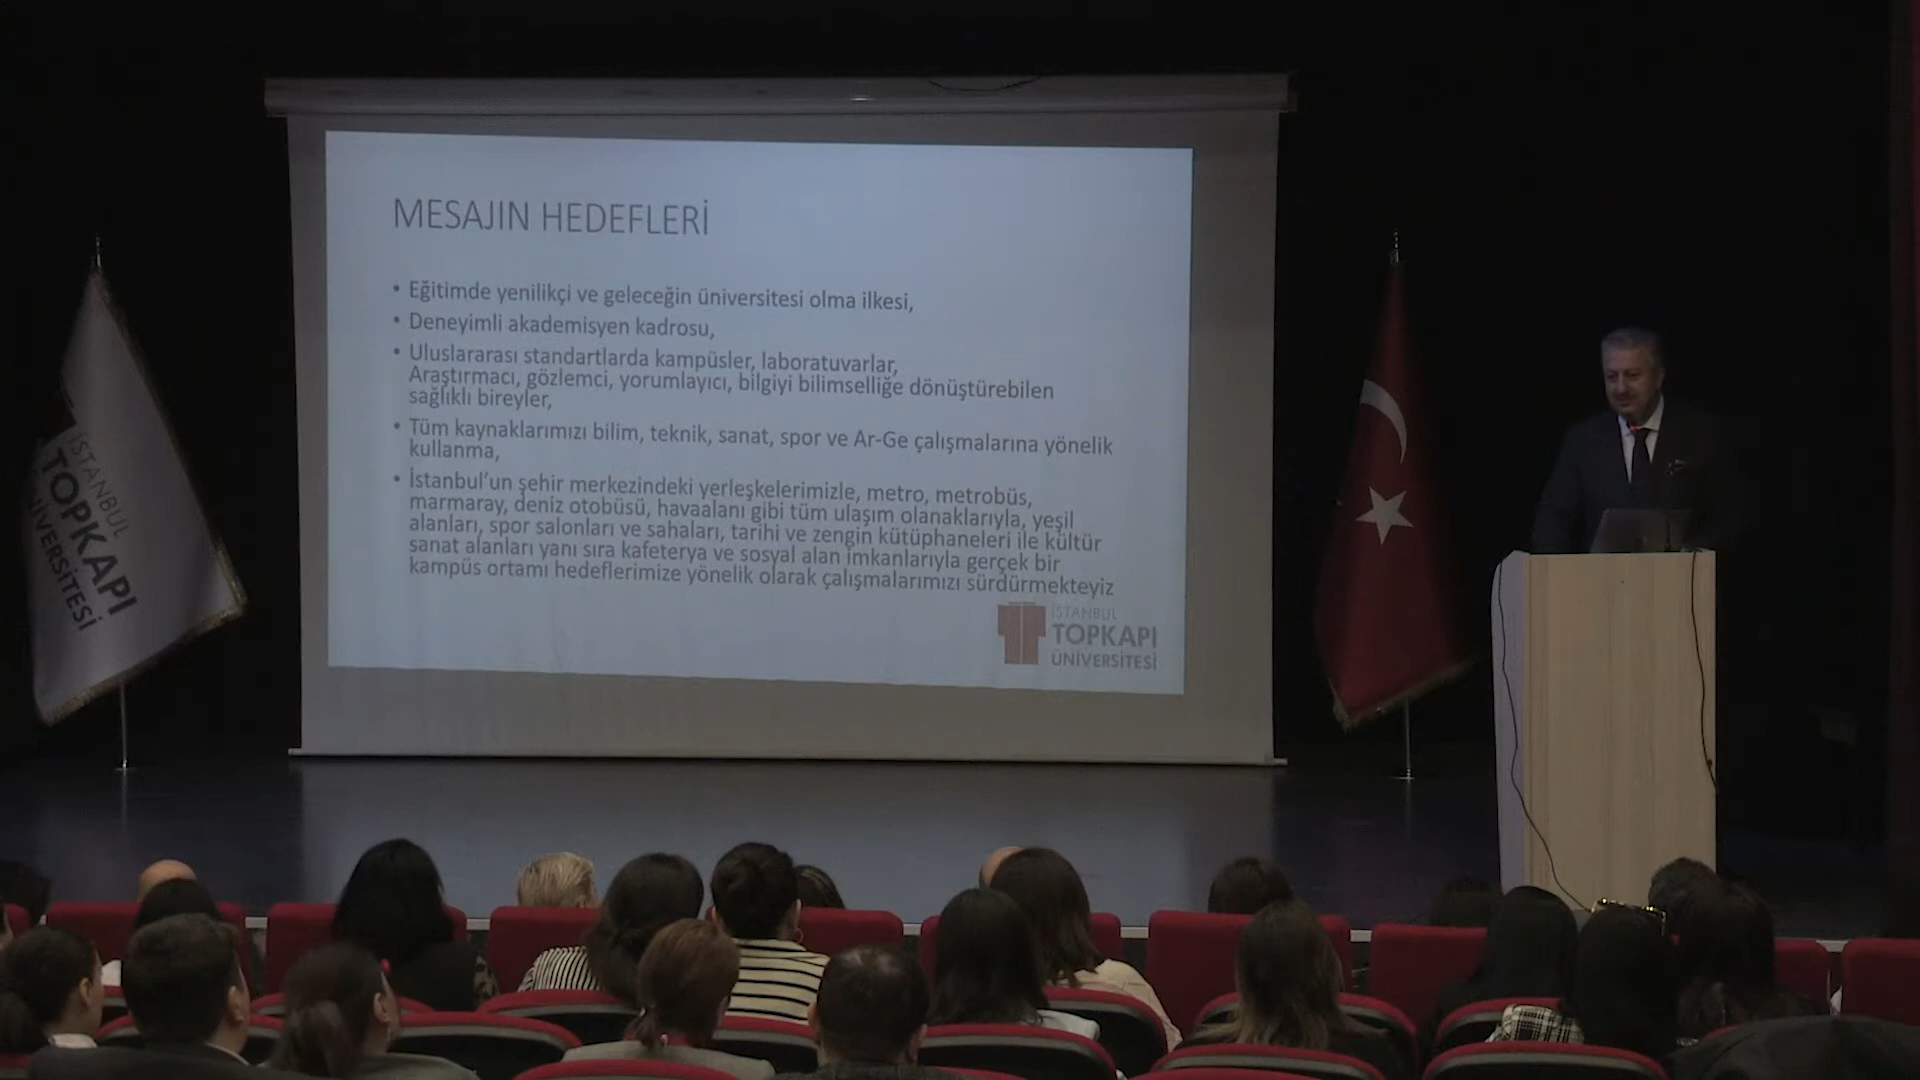 MESAJIN HEDEFLERİ
• Eğitimde yenilikçi ve geleceğin üniversitesi olma ilkesi,
• Deneyimli akademisyen kadrosu,
• Uluslararası standartlarda kampüsler, laboratuvarlar,
Araştırmacı, gözlemci, yorumlayıcı, bilgiyi bilimselliğe dönüştürebilen
sağlıklı bireyler,
• Tüm kaynaklarımızı bilim, teknik, sanat, spor ve Ar-Ge çalışmalarına yönelik
kullanma,
• İstanbul’un şehir merkezindeki yerleşkelerimizle, metro, metrobüs,
marmaray, deniz otobüsü, havaalanı gibi tüm ulaşım olanaklarıyla, yeşil
alanları, spor salonları ve sahaları, tarihi ve zengin kütüphaneleri ile kültür
sanat alanları yanı sıra kafeterya ve sosyal alan imkanlarıyla gerçek bir
kampüs ortamı hedeflerimize yönelik olarak çalışmalarımızı sürdürmekteyiz
İSTANBUL
TOPKAPI
ÜNİVERSİTESİ
İSTANBUL
TOPKAPI
ÜNİVERSİTESİ